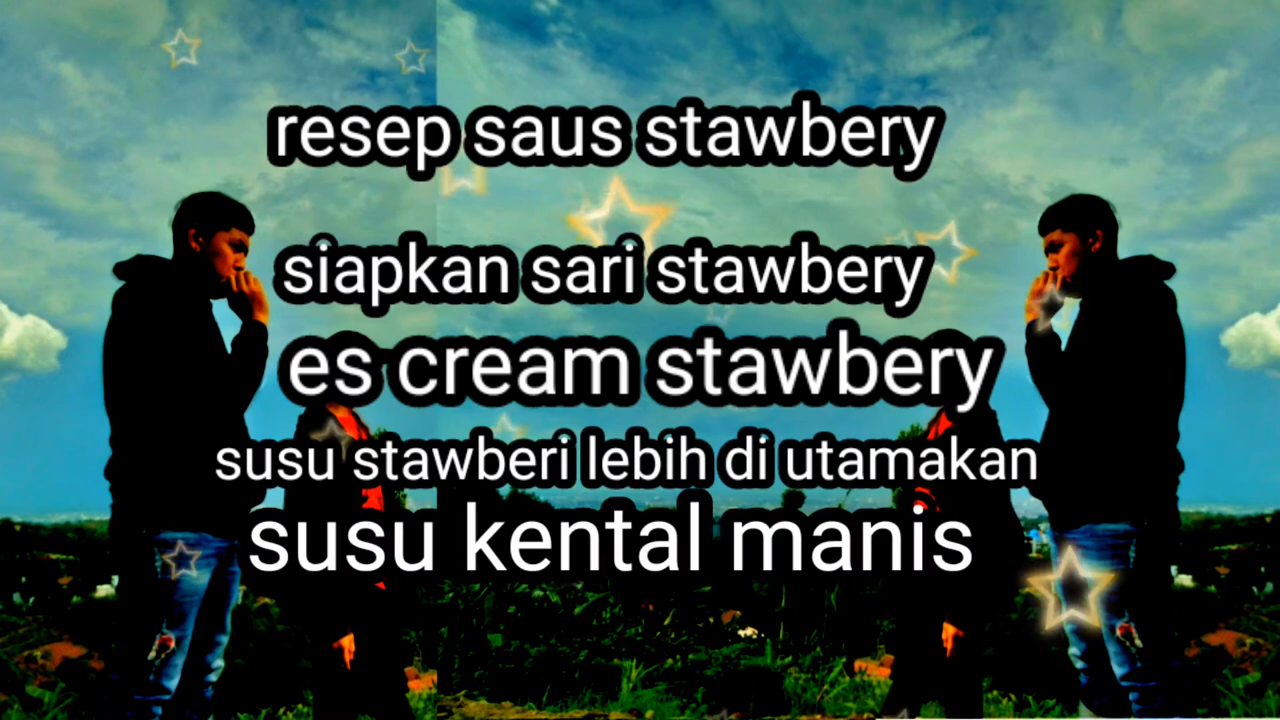 resep saus stawbery
siapkan sari stawbery
es cream stawbery
susu stawberi lebih di utamakan
susu kental manis